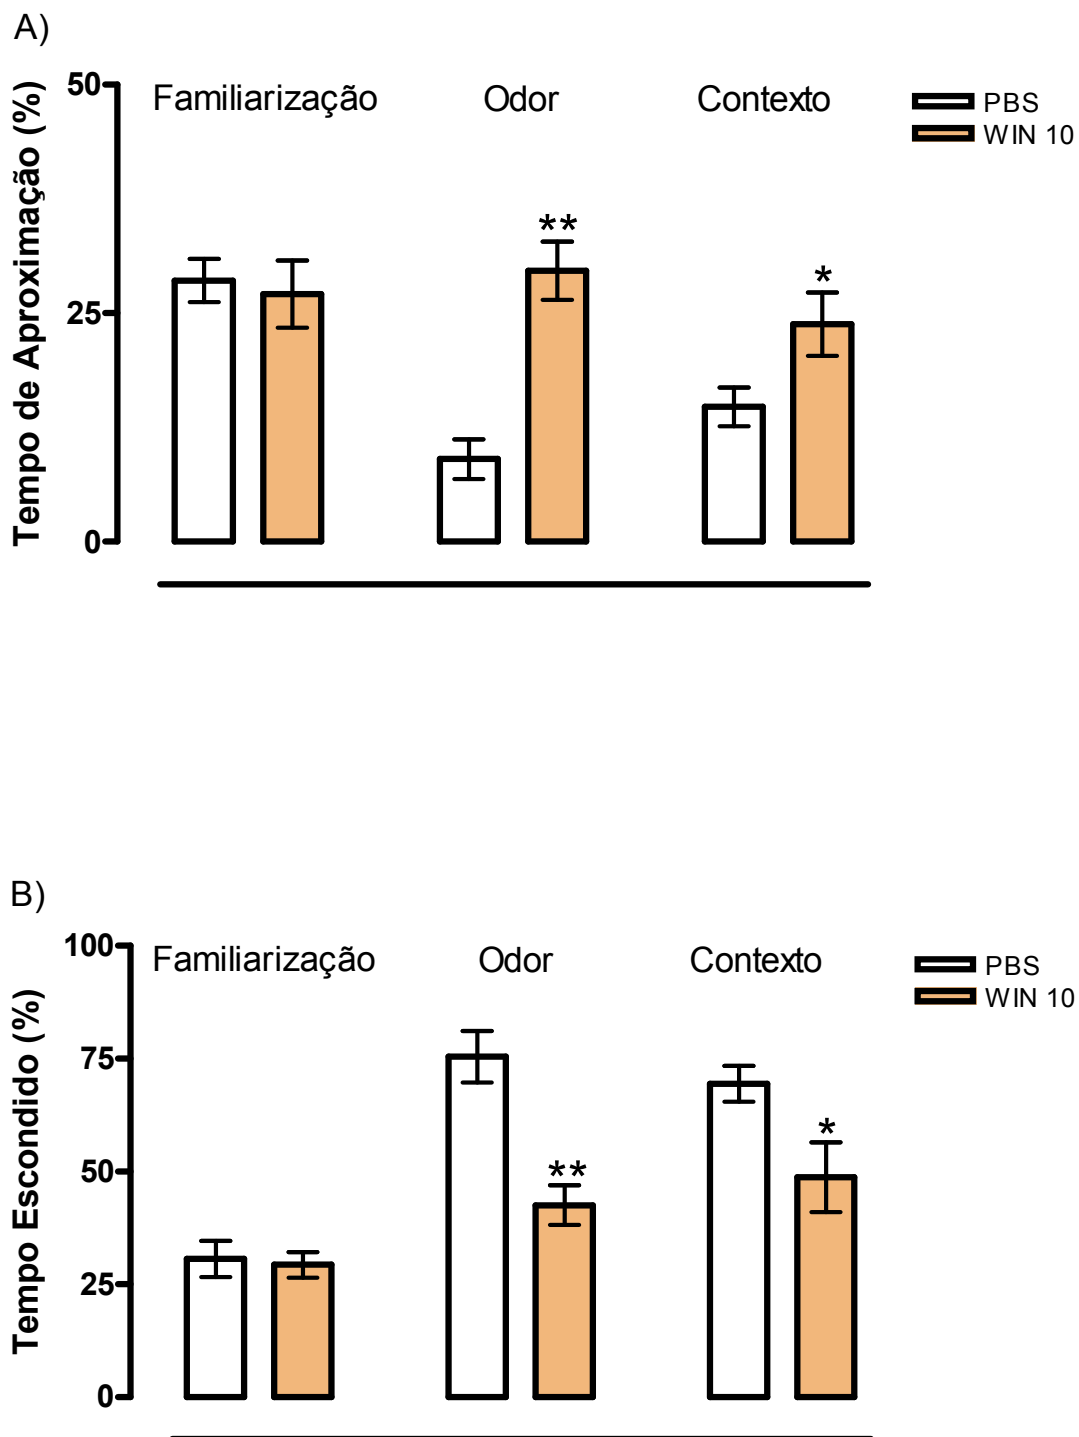 A)
Tempo de Aproximação (%)
50
25
0
Familiarização
Odor
Contexto
PBS
WIN 10
**
*
B)
Tempo Escondido (%)
100
75
50
25
0
Familiarização
Odor
Contexto
PBS
WIN 10
**
*